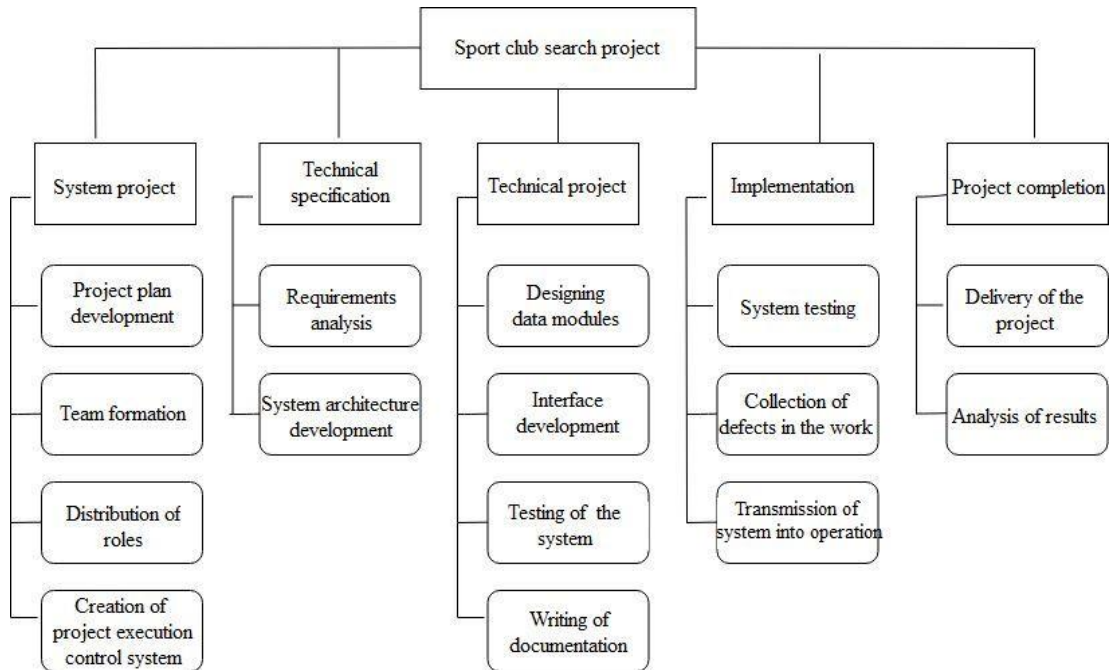 Sport club search project
System project
Technical
specification
Technical project
Implementation
Project completion
Project plan
development
Team formation
Distribution of
roles
Creation of
project execution
control system
Requirements
analysis
System architecture
development
Designing
data modules
Interface
development
Testing of the
system
Writing of
documentation
System testing
Collection of
defects in the work
Transmission of
system into operation
Delivery of the
project
Analysis of results